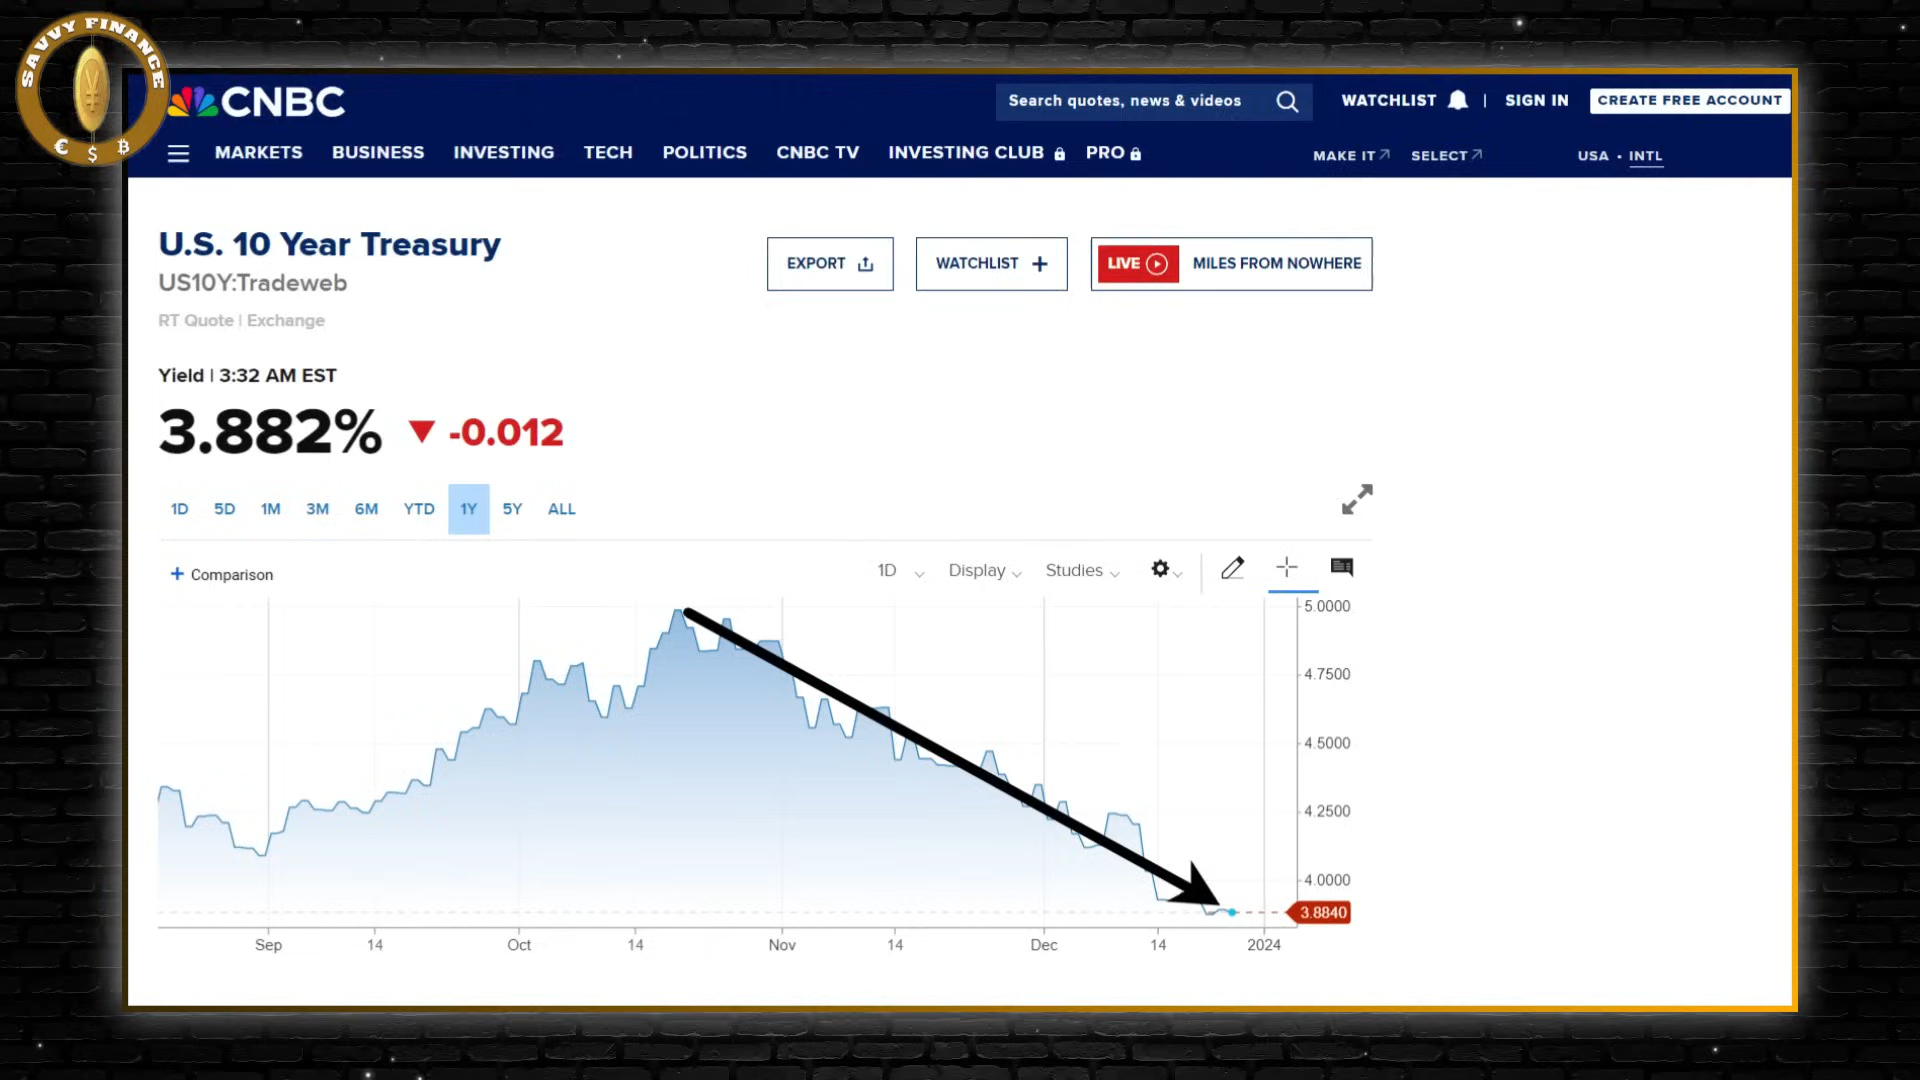 SAVVY FINANCE
€ $ ₿
CNBC
Search quotes, news & videos
WATCHLIST | SIGN IN CREATE FREE ACCOUNT
MARKETS BUSINESS INVESTING TECH POLITICS CNBC TV INVESTING CLUB PRO MAKE IT SELECT USA • INTL
U.S. 10 Year Treasury
US10Y:Tradeweb
RT Quote | Exchange
EXPORT WATCHLIST + LIVE MILES FROM NOWHERE
Yield | 3:32 AM EST
3.882% ▼ -0.012
1D 5D 1M 3M 6M YTD 1Y 5Y ALL
+ Comparison 1D Display Studies
5.0000
4.7500
4.5000
4.2500
4.0000
3.8840
Sep 14 Oct 14 Nov 14 Dec 14 2024